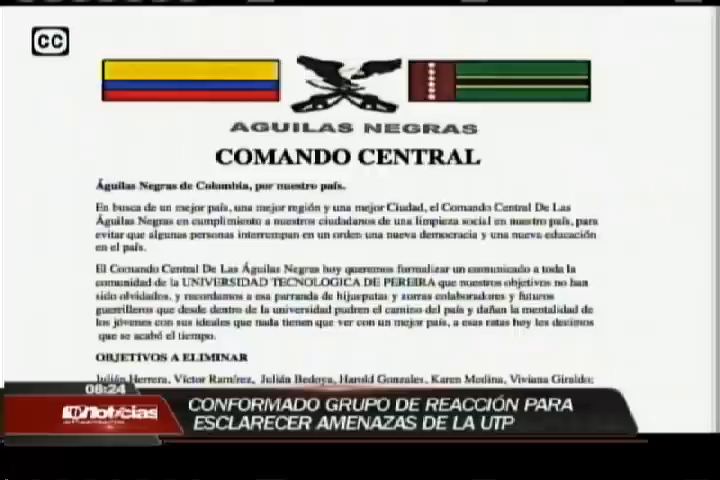 CC
AGUILAS NEGRAS
COMANDO CENTRAL
Águilas Negras de Colombia, por nuestro país.
En busca de un mejor país, una mejor región y una mejor Ciudad, el Comando Central De Las
Águilas Negras en cumplimiento a nuestros ciudadanos de una limpieza social en nuestro país, para
evitar que algunas personas interrumpan en un orden una nueva democracia y una nueva educación
en el país.
El Comando Central De Las Águilas Negras hoy queremos formalizar un comunicado a toda la
comunidad de la UNIVERSIDAD TECNOLOGICA DE PEREIRA que nuestros objetivos no han
sido olvidados, y recordamos a esa parranda de hijueputas y zorras colaboradores y futuros
guerrilleros que desde dentro de la universidad pudren el camino del país y dañan la mentalidad de
los jóvenes con sus ideales que nada tienen que ver con un mejor país, a esas ratas hoy les decimos
que se acabó el tiempo.
OBJETIVOS A ELIMINAR
Julián Herrera, Víctor Ramírez, Julián Bedoya, Harold Gonzales, Karen Molina, Viviana Giraldo;
08:24
Noticias
CONFORMADO GRUPO DE REACCIÓN PARA
ESCLARECER AMENAZAS DE LA UTP